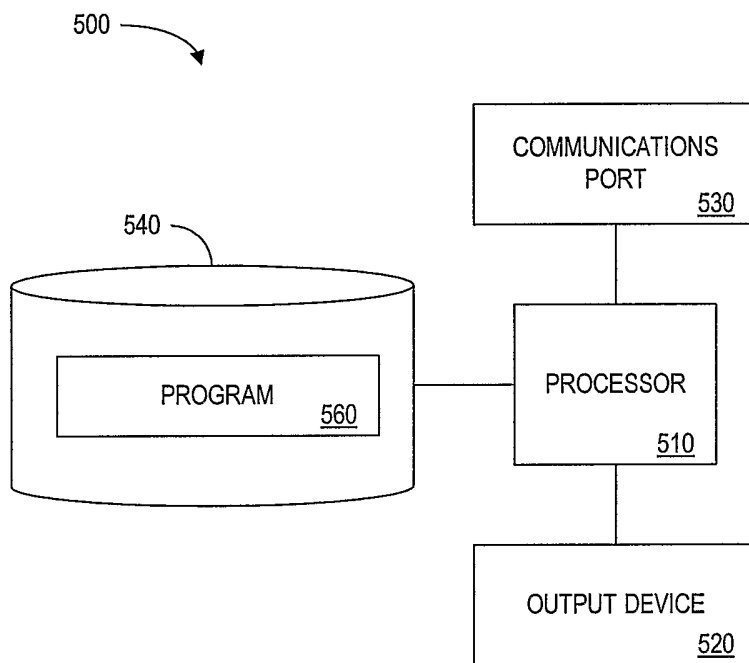 500
COMMUNICATIONS
PORT
530
540
PROGRAM
560
PROCESSOR
510
OUTPUT DEVICE
520